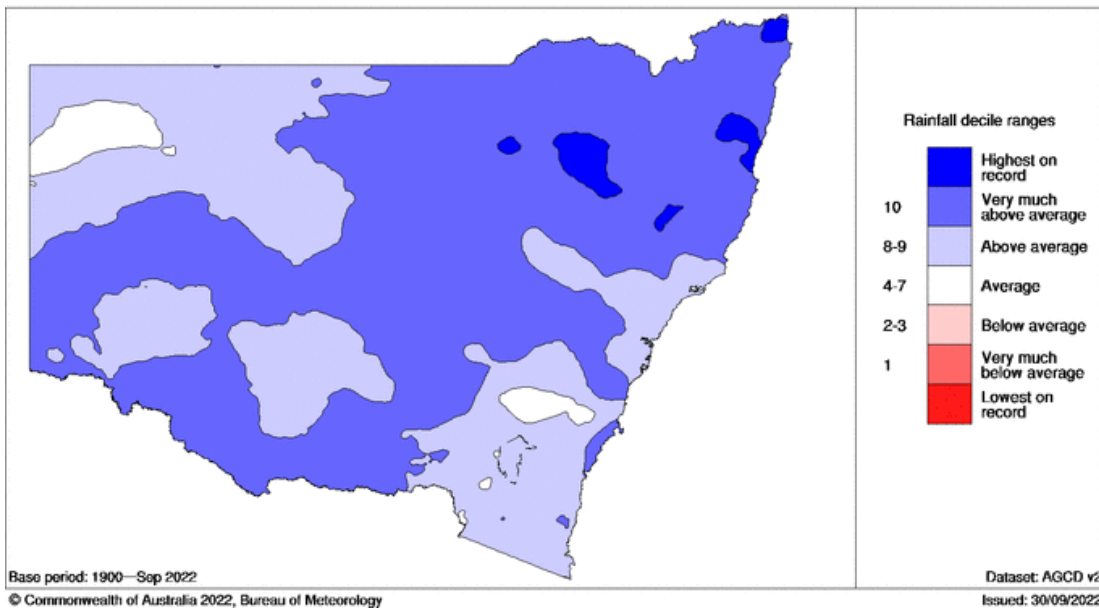 Rainfall decile ranges
Highest on
record
10
Very much
above average
8-9
Above average
4-7
Average
2-3
Below average
1
Very much
below average
Lowest on
record
Base period: 1900—Sep 2022
Dataset: AGCD v2
© Commonwealth of Australia 2022, Bureau of Meteorology
Issued: 30/09/2022